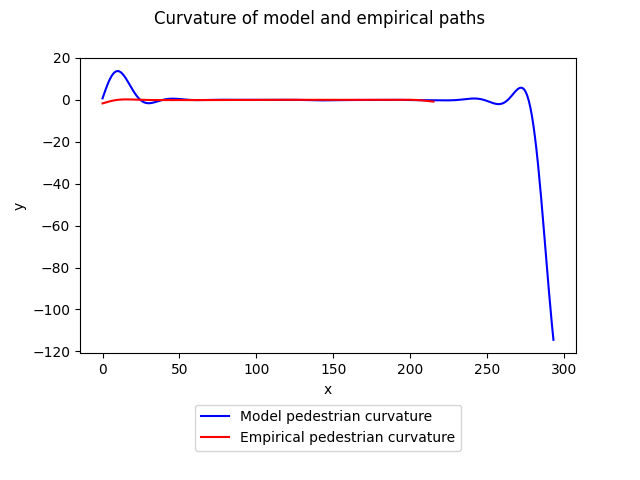 Curvature of model and empirical paths
20
0
−20
−40
−60
−80
−100
−120
y
0 50 100 150 200 250 300
x
Model pedestrian curvature
Empirical pedestrian curvature